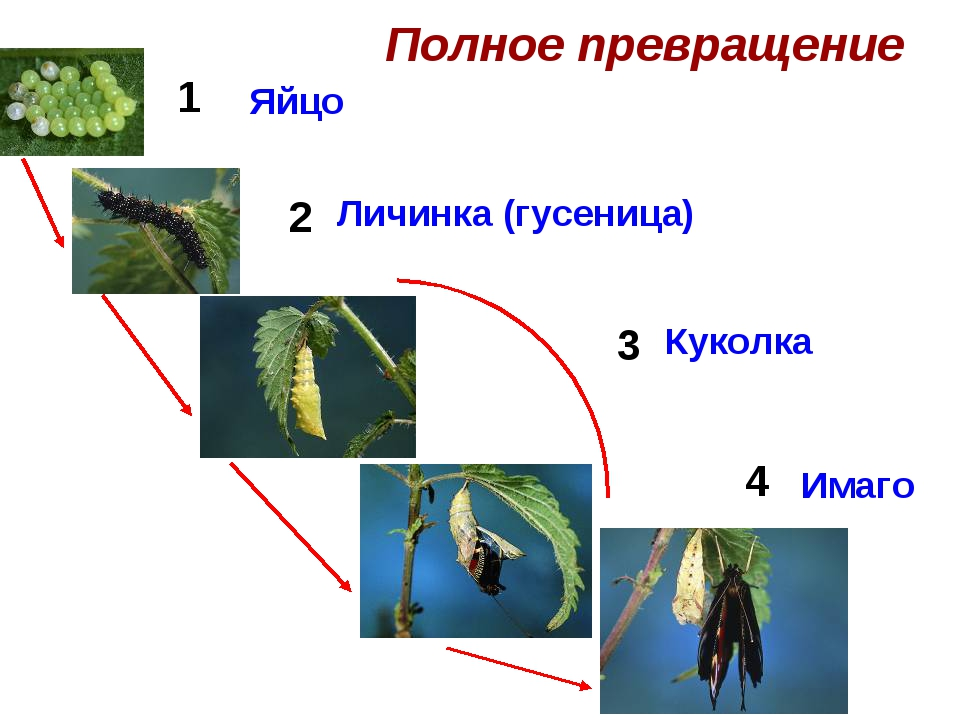 Полное превращение
1 Яйцо
2 Личинка (гусеница)
3 Куколка
4 Имаго